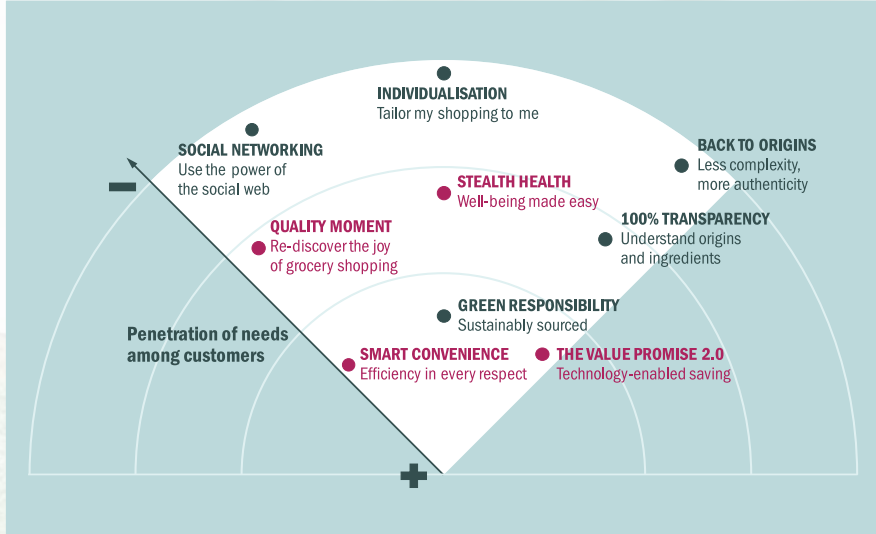 INDIVIDUALISATION
Tailor my shopping to me
SOCIAL NETWORKING
Use the power of
the social web
BACK TO ORIGINS
Less complexity,
more authenticity
STEALTH HEALTH
Well-being made easy
100% TRANSPARENCY
Understand origins
and ingredients
QUALITY MOMENT
Re-discover the joy
of grocery shopping
GREEN RESPONSIBILITY
Sustainably sourced
Penetration of needs
among customers
SMART CONVENIENCE
Efficiency in every respect
THE VALUE PROMISE 2.0
Technology-enabled saving